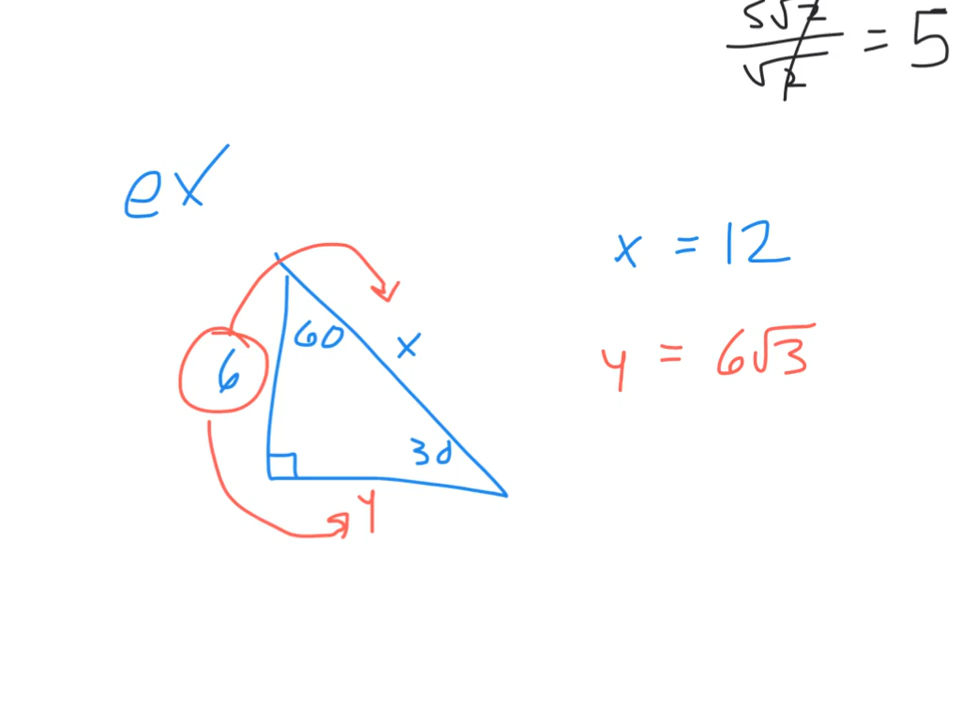 5√2
√2 = 5
ex
x = 12
y = 6√3
60
x
6
30
y